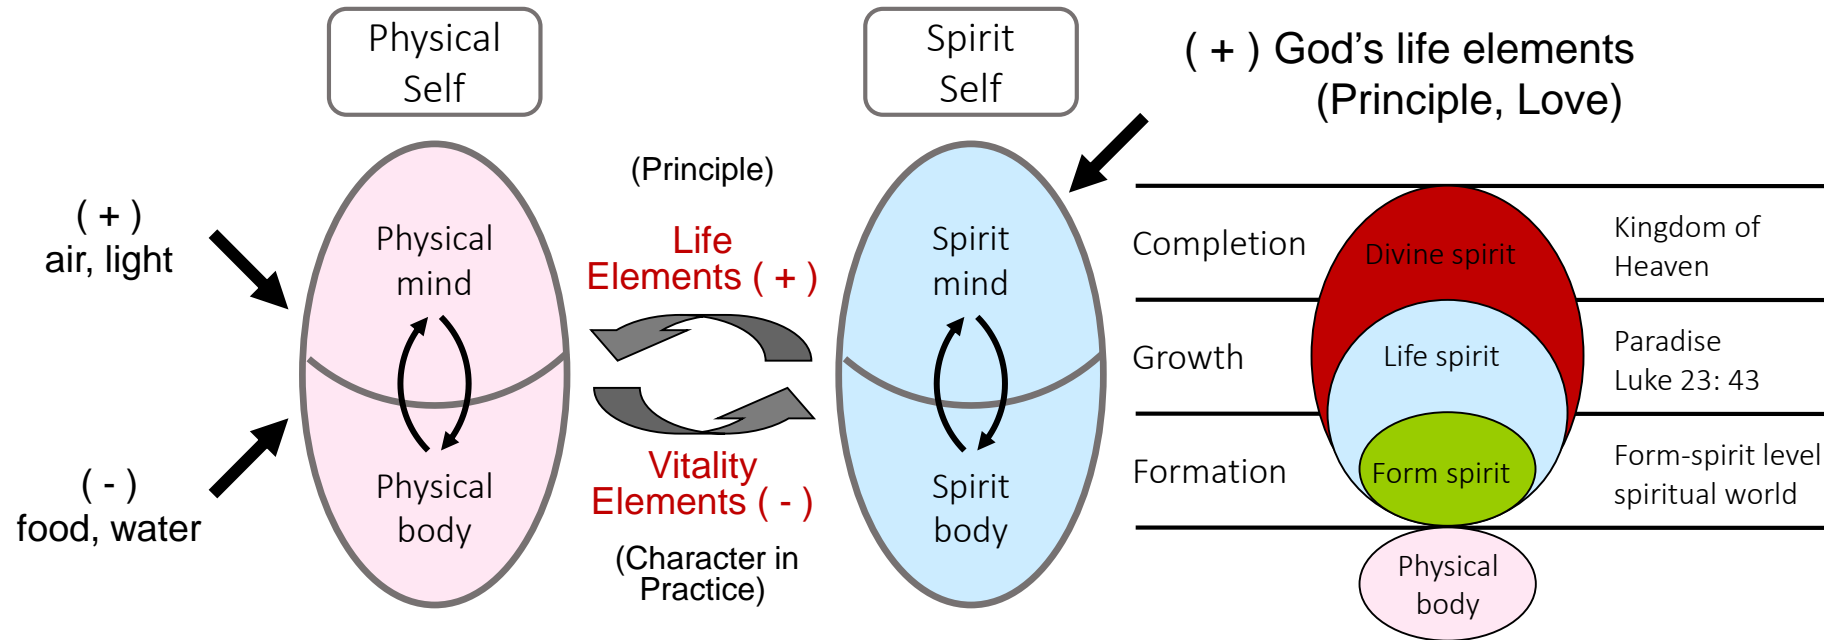 Physical
Self
Spirit
Self
( + ) God’s life elements
(Principle, Love)
( + )
air, light
( - )
food, water
Physical
mind
Physical
body
(Principle)
Life
Elements ( + )
Vitality
Elements ( - )
(Character in
Practice)
Spirit
mind
Spirit
body
Completion
Divine spirit
Kingdom of
Heaven
Growth
Life spirit
Paradise
Luke 23: 43
Formation
Form spirit
Form-spirit level
spiritual world
Physical
body